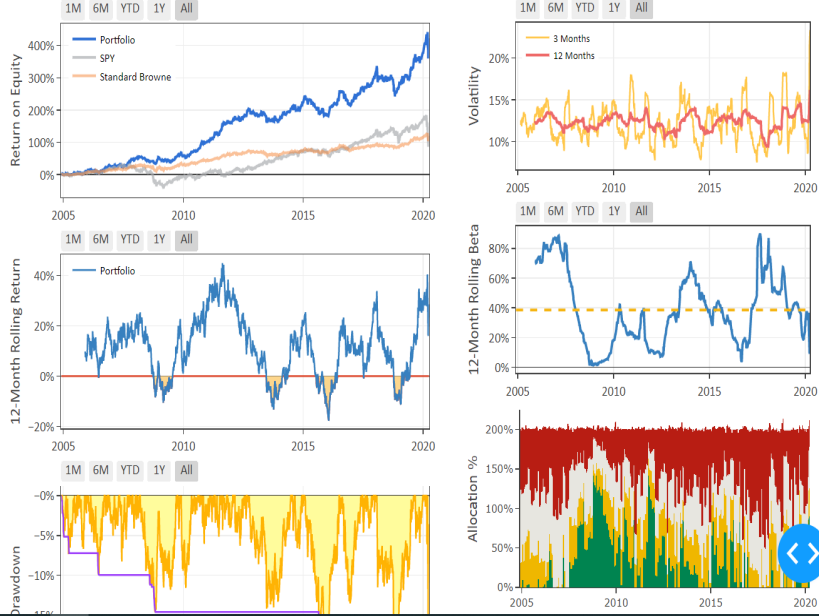 1M 6M YTD 1Y All
Return on Equity
400%
300%
200%
100%
0%
Portfolio
SPY
Standard Browne
2005 2010 2015 2020
1M 6M YTD 1Y All
Volatility
20%
15%
10%
3 Months
12 Months
2005 2010 2015 2020
1M 6M YTD 1Y All
12-Month Rolling Return
40%
20%
0%
−20%
Portfolio
2005 2010 2015 2020
1M 6M YTD 1Y All
12-Month Rolling Beta
80%
60%
40%
20%
0%
2005 2010 2015 2020
1M 6M YTD 1Y All
Drawdown
−0%
−5%
−10%
−15%
Allocation %
200%
150%
100%
50%
0%
2005 2010 2015 2020